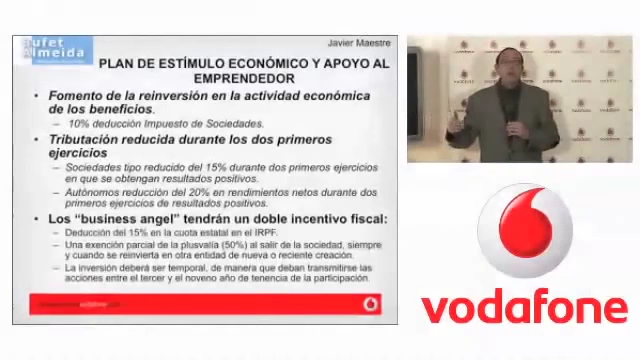 Bufet
Almeida
Javier Maestre
PLAN DE ESTÍMULO ECONÓMICO Y APOYO AL
EMPRENDEDOR
• Fomento de la reinversión en la actividad económica
de los beneficios.
– 10% deducción Impuesto de Sociedades.
• Tributación reducida durante los dos primeros
ejercicios
– Sociedades tipo reducido del 15% durante dos primeros ejercicios
en que se obtengan resultados positivos.
– Autónomos reducción del 20% en rendimientos netos durante dos
primeros ejercicios de resultados positivos.
• Los “business angel” tendrán un doble incentivo fiscal:
– Deducción del 15% en la cuota estatal en el IRPF.
– Una exención parcial de la plusvalía (50%) al salir de la sociedad, siempre
y cuando se reinvierta en otra entidad de nueva o reciente creación.
– La inversión deberá ser temporal, de manera que deban transmitirse las
acciones entre el tercer y el noveno año de tenencia de la participación.
vodafone